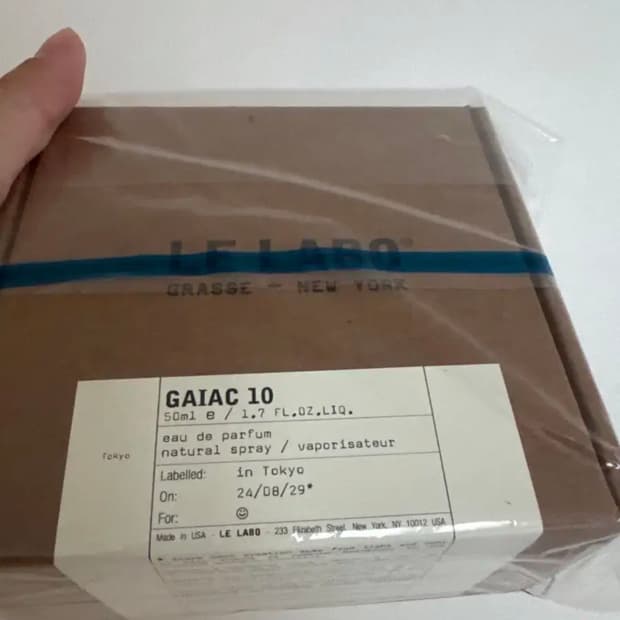 LE LABO®
GRASSE - NEW YORK
GAIAC 10
50ml e / 1.7 FL.OZ.LIQ.
eau de parfum
natural spray / vaporisateur
Tokyo
Labelled: in Tokyo
On: 24/08/29*
For: ☺
Made in USA - LE LABO - 233 Elizabeth Street, New York, NY 10012 USA